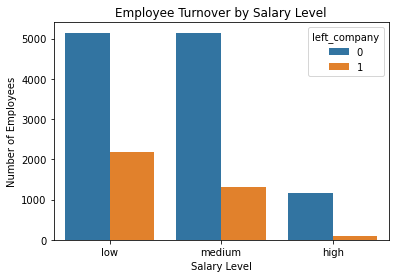 Employee Turnover by Salary Level
left_company
0
1
5000
4000
3000
2000
1000
0
Number of Employees
low medium high
Salary Level